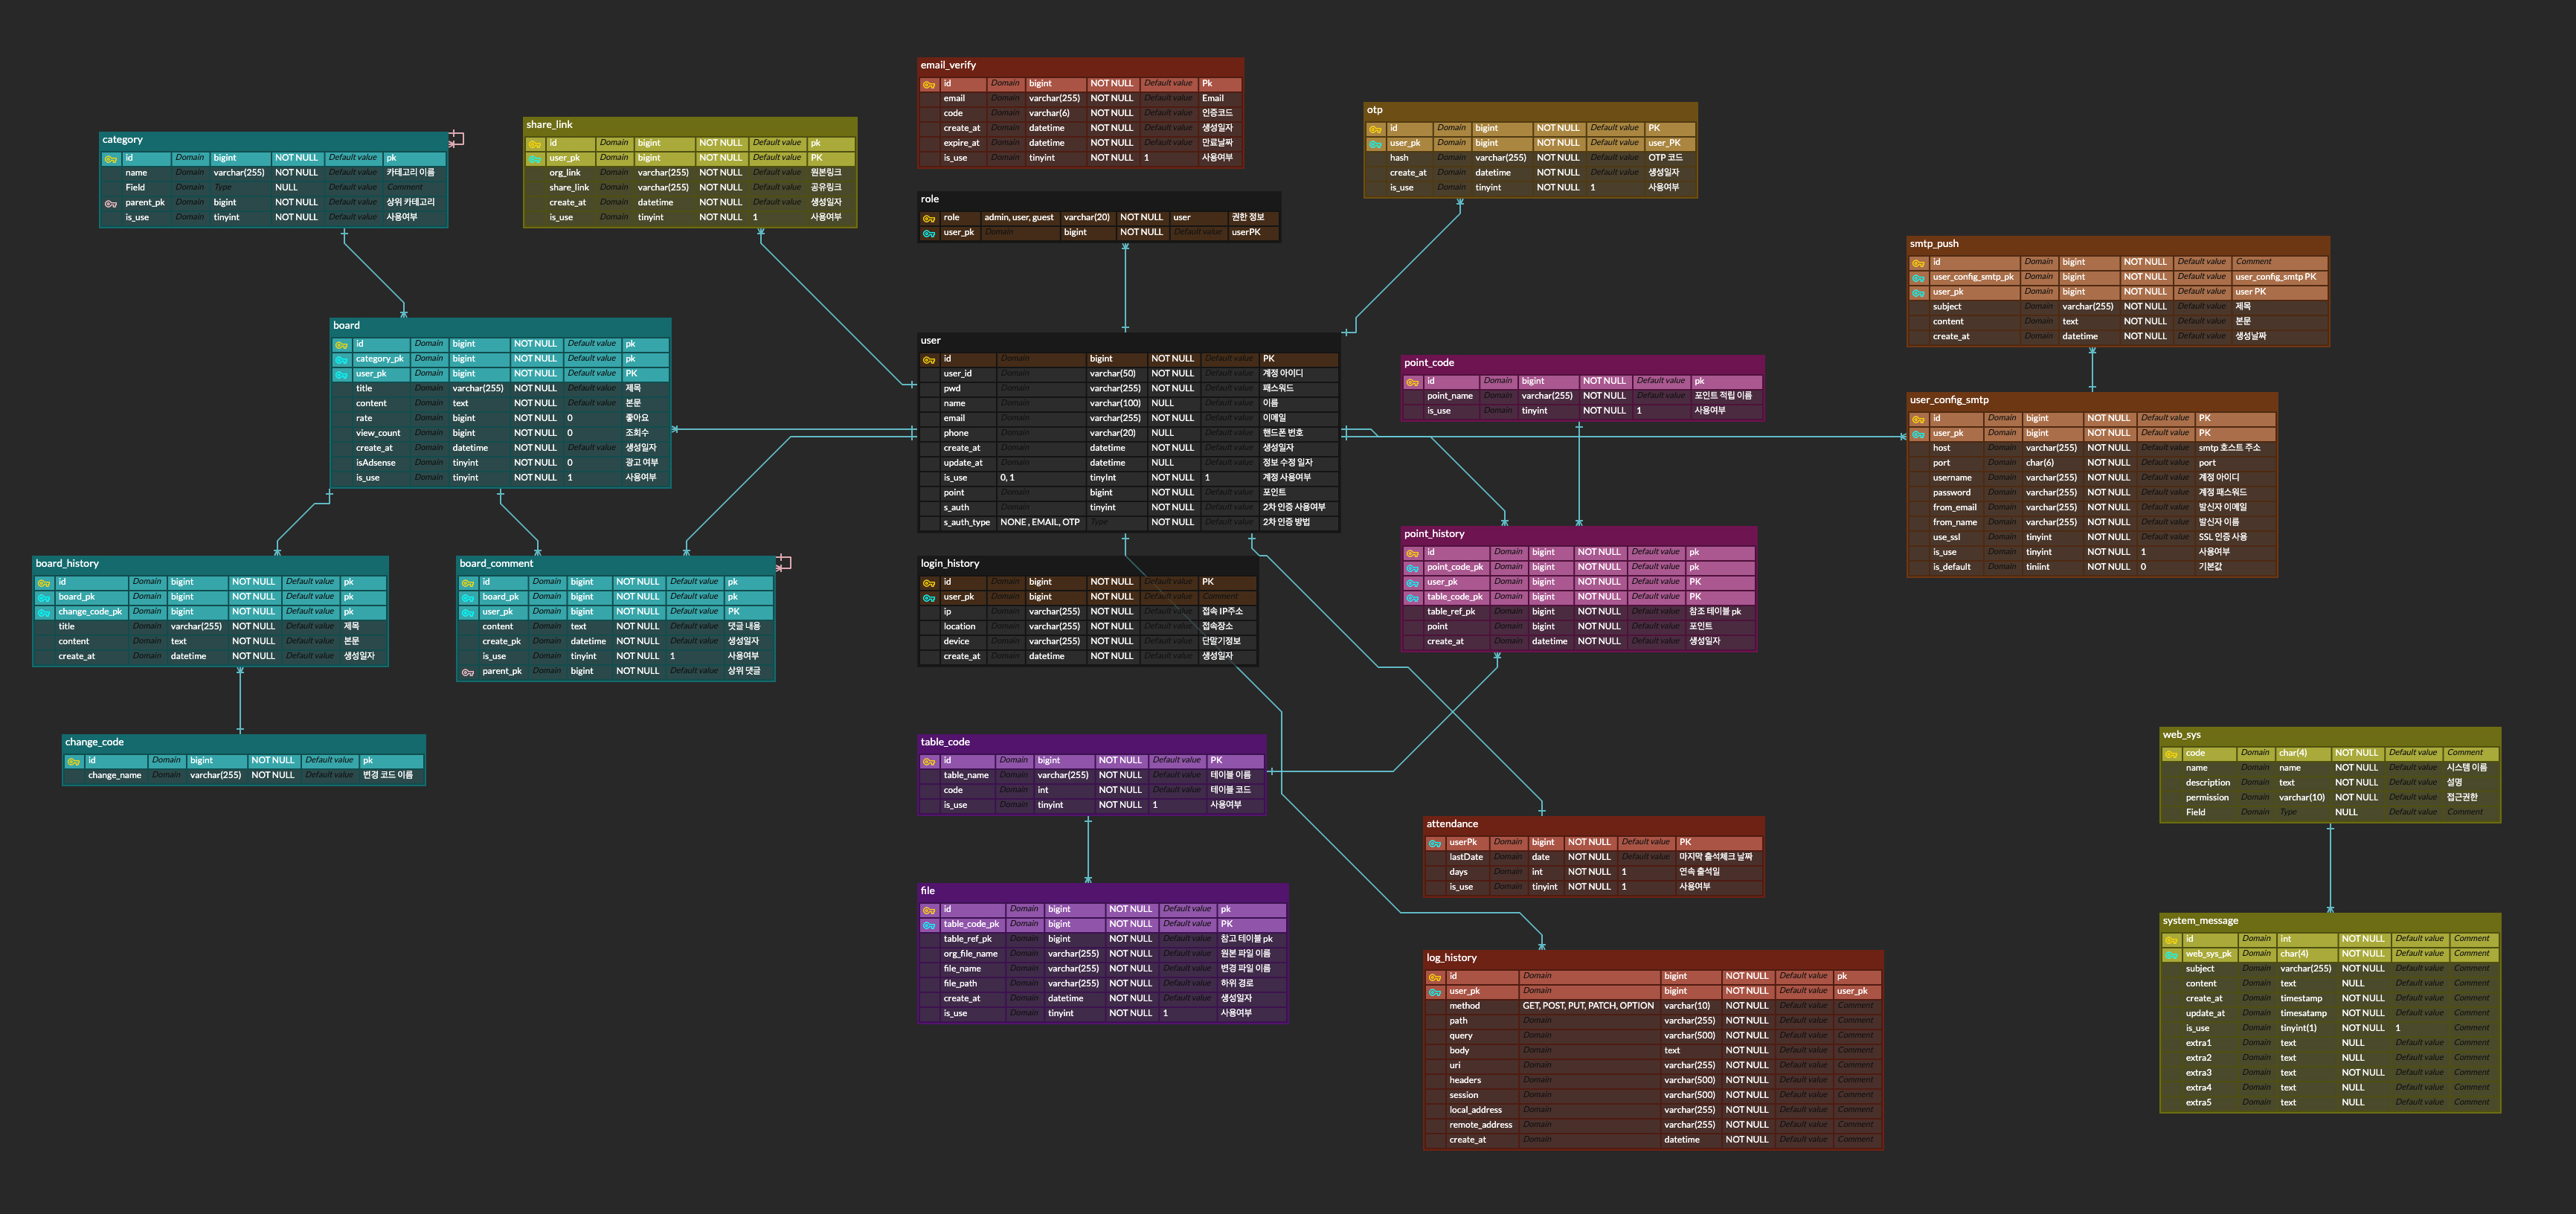 email_verify
id Domain bigint NOT NULL Default value Pk
email Domain varchar(255) NOT NULL Default value Email
code Domain varchar(6) NOT NULL Default value 인증코드
create_at Domain datetime NOT NULL Default value 생성일자
expire_at Domain datetime NOT NULL Default value 만료날짜
is_use Domain tinyint NOT NULL 1 사용여부
otp
id Domain bigint NOT NULL Default value PK
user_pk Domain bigint NOT NULL Default value user_PK
hash Domain varchar(255) NOT NULL Default value OTP 코드
create_at Domain datetime NOT NULL Default value 생성일자
is_use Domain tinyint NOT NULL 1 사용여부
share_link
id Domain bigint NOT NULL Default value pk
user_pk Domain bigint NOT NULL Default value PK
org_link Domain varchar(255) NOT NULL Default value 원본링크
share_link Domain varchar(255) NOT NULL Default value 공유링크
create_at Domain datetime NOT NULL Default value 생성일자
is_use Domain tinyint NOT NULL 1 사용여부
category
id Domain bigint NOT NULL Default value pk
name Domain varchar(255) NOT NULL Default value 카테고리 이름
Field Domain Type NULL Default value Comment
parent_pk Domain bigint NOT NULL Default value 상위 카테고리
is_use Domain tinyint NOT NULL Default value 사용여부
role
role admin, user, guest varchar(20) NOT NULL user 권한 정보
user_pk Domain bigint NOT NULL Default value userPK
smtp_push
id Domain bigint NOT NULL Default value Comment
user_config_smtp_pk Domain bigint NOT NULL Default value user_config_smtp PK
user_pk Domain bigint NOT NULL Default value user PK
subject Domain varchar(255) NOT NULL Default value 제목
content Domain text NOT NULL Default value 본문
create_at Domain datetime NOT NULL Default value 생성날짜
board
id Domain bigint NOT NULL Default value pk
category_pk Domain bigint NOT NULL Default value pk
user_pk Domain bigint NOT NULL Default value PK
title Domain varchar(255) NOT NULL Default value 제목
content Domain text NOT NULL Default value 본문
rate Domain bigint NOT NULL 0 좋아요
view_count Domain bigint NOT NULL 0 조회수
create_at Domain datetime NOT NULL Default value 생성일자
isAdsense Domain tinyint NOT NULL 0 광고 여부
is_use Domain tinyint NOT NULL 1 사용여부
user
id Domain bigint NOT NULL Default value PK
user_id Domain varchar(50) NOT NULL Default value 계정 아이디
pwd Domain varchar(255) NOT NULL Default value 패스워드
name Domain varchar(100) NULL Default value 이름
email Domain varchar(255) NOT NULL Default value 이메일
phone Domain varchar(20) NULL Default value 핸드폰 번호
create_at Domain datetime NOT NULL Default value 생성일자
update_at Domain datetime NULL Default value 정보 수정 일자
is_use 0, 1 tinyInt NOT NULL 1 계정 사용여부
point Domain bigint NOT NULL Default value 포인트
s_auth Domain tinyint NOT NULL Default value 2차 인증 사용여부
s_auth_type NONE , EMAIL, OTP Type NOT NULL Default value 2차 인증 방법
point_code
id Domain bigint NOT NULL Default value pk
point_name Domain varchar(255) NOT NULL Default value 포인트 적립 이름
is_use Domain tinyint NOT NULL 1 사용여부
user_config_smtp
id Domain bigint NOT NULL Default value PK
user_pk Domain bigint NOT NULL Default value PK
host Domain varchar(255) NOT NULL Default value smtp 호스트 주소
port Domain char(6) NOT NULL Default value port
username Domain varchar(255) NOT NULL Default value 계정 아이디
password Domain varchar(255) NOT NULL Default value 계정 패스워드
from_email Domain varchar(255) NOT NULL Default value 발신자 이메일
from_name Domain varchar(255) NOT NULL Default value 발신자 이름
use_ssl Domain tinyint NOT NULL Default value SSL 인증 사용
is_use Domain tinyint NOT NULL 1 사용여부
is_default Domain tiniint NOT NULL 0 기본값
point_history
id Domain bigint NOT NULL Default value pk
point_code_pk Domain bigint NOT NULL Default value pk
user_pk Domain bigint NOT NULL Default value PK
table_code_pk Domain bigint NOT NULL Default value PK
table_ref_pk Domain bigint NOT NULL Default value 참조 테이블 pk
point Domain bigint NOT NULL Default value 포인트
create_at Domain datetime NOT NULL Default value 생성일자
board_history
id Domain bigint NOT NULL Default value pk
board_pk Domain bigint NOT NULL Default value pk
change_code_pk Domain bigint NOT NULL Default value pk
title Domain varchar(255) NOT NULL Default value 제목
content Domain text NOT NULL Default value 본문
create_at Domain datetime NOT NULL Default value 생성일자
board_comment
id Domain bigint NOT NULL Default value pk
board_pk Domain bigint NOT NULL Default value pk
user_pk Domain bigint NOT NULL Default value PK
content Domain text NOT NULL Default value 댓글 내용
create_pk Domain datetime NOT NULL Default value 생성일자
is_use Domain tinyint NOT NULL 1 사용여부
parent_pk Domain bigint NOT NULL Default value 상위 댓글
login_history
id Domain bigint NOT NULL Default value PK
user_pk Domain bigint NOT NULL Default value Comment
ip Domain varchar(255) NOT NULL Default value 접속 IP주소
location Domain varchar(255) NOT NULL Default value 접속장소
device Domain varchar(255) NOT NULL Default value 단말기정보
create_at Domain datetime NOT NULL Default value 생성일자
change_code
id Domain bigint NOT NULL Default value pk
change_name Domain varchar(255) NOT NULL Default value 변경 코드 이름
table_code
id Domain bigint NOT NULL Default value PK
table_name Domain varchar(255) NOT NULL Default value 테이블 이름
code Domain int NOT NULL Default value 테이블 코드
is_use Domain tinyint NOT NULL 1 사용여부
web_sys
code Domain char(4) NOT NULL Default value Comment
name Domain name NOT NULL Default value 시스템 이름
description Domain text NOT NULL Default value 설명
permission Domain varchar(10) NOT NULL Default value 접근권한
Field Domain Type NULL Default value Comment
attendance
userPk Domain bigint NOT NULL Default value PK
lastDate Domain date NOT NULL Default value 마지막 출석체크 날짜
days Domain int NOT NULL 1 연속 출석일
is_use Domain tinyint NOT NULL 1 사용여부
file
id Domain bigint NOT NULL Default value pk
table_code_pk Domain bigint NOT NULL Default value PK
table_ref_pk Domain bigint NOT NULL Default value 참고 테이블 pk
org_file_name Domain varchar(255) NOT NULL Default value 원본 파일 이름
file_name Domain varchar(255) NOT NULL Default value 변경 파일 이름
file_path Domain varchar(255) NOT NULL Default value 하위 경로
create_at Domain datetime NOT NULL Default value 생성일자
is_use Domain tinyint NOT NULL 1 사용여부
system_message
id Domain int NOT NULL Default value Comment
web_sys_pk Domain char(4) NOT NULL Default value Comment
subject Domain varchar(255) NOT NULL Default value Comment
content Domain text NULL Default value Comment
create_at Domain timestamp NOT NULL Default value Comment
update_at Domain timesatamp NOT NULL Default value Comment
is_use Domain tinyint(1) NOT NULL 1 Comment
extra1 Domain text NULL Default value Comment
extra2 Domain text NULL Default value Comment
extra3 Domain text NOT NULL Default value Comment
extra4 Domain text NULL Default value Comment
extra5 Domain text NULL Default value Comment
log_history
id Domain bigint NOT NULL Default value pk
user_pk Domain bigint NOT NULL Default value user_pk
method GET, POST, PUT, PATCH, OPTION varchar(10) NOT NULL Default value Comment
path Domain varchar(255) NOT NULL Default value Comment
query Domain varchar(500) NOT NULL Default value Comment
body Domain text NOT NULL Default value Comment
uri Domain varchar(255) NOT NULL Default value Comment
headers Domain varchar(500) NOT NULL Default value Comment
session Domain varchar(500) NOT NULL Default value Comment
local_address Domain varchar(255) NOT NULL Default value Comment
remote_address Domain varchar(255) NOT NULL Default value Comment
create_at Domain datetime NOT NULL Default value Comment